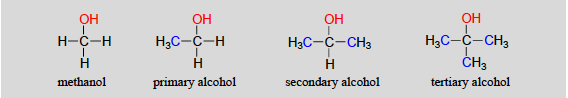 OH OH OH OH
H–C–H H₃C–C–H H₃C–C–CH₃ H₃C–C–CH₃
H H H CH₃
methanol primary alcohol secondary alcohol tertiary alcohol